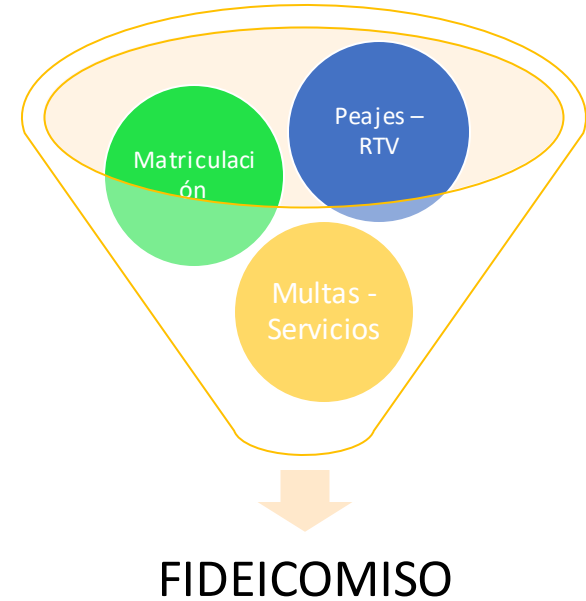 Peajes –
RTV
Matriculaci
ón
Multas -
Servicios
FIDEICOMISO